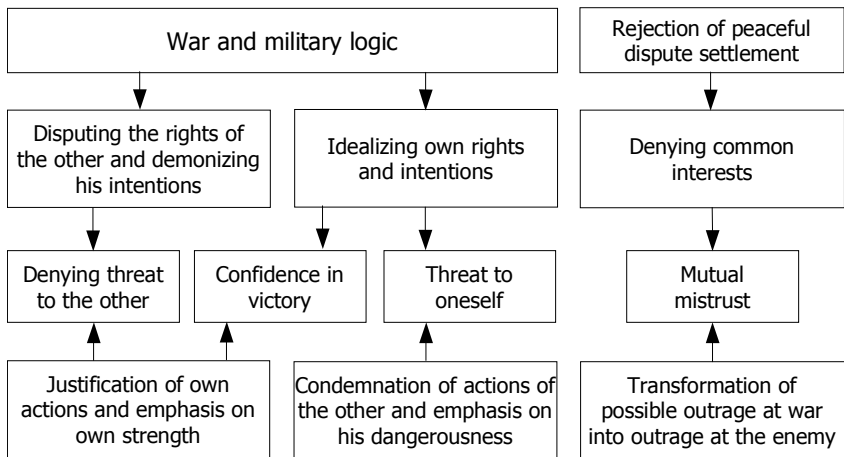 War and military logic
Rejection of peaceful
dispute settlement
Disputing the rights of
the other and demonizing
his intentions
Idealizing own rights
and intentions
Denying common
interests
Denying threat
to the other
Confidence in
victory
Threat to
oneself
Mutual
mistrust
Justification of own
actions and emphasis on
own strength
Condemnation of actions of
the other and emphasis on
his dangerousness
Transformation of
possible outrage at war
into outrage at the enemy